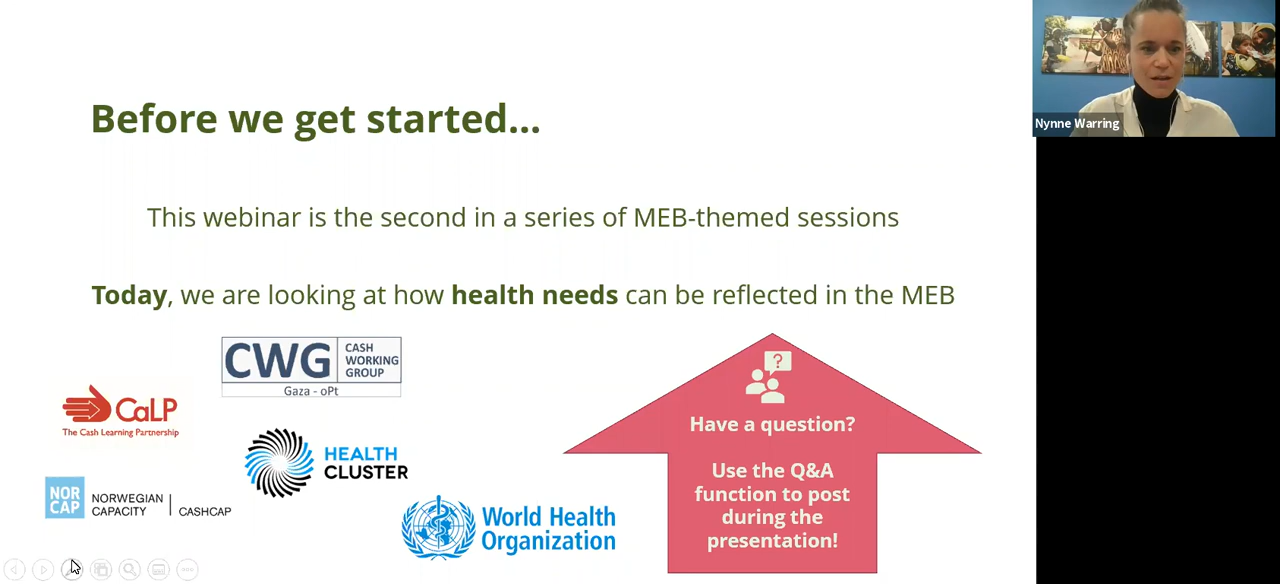 Before we get started...
Nynne Warring
This webinar is the second in a series of MEB-themed sessions
Today, we are looking at how health needs can be reflected in the MEB
CWG
CASH
WORKING
GROUP
Gaza - oPt
CaLP
The Cash Learning Partnership
HEALTH
CLUSTER
NOR
CAP
NORWEGIAN
CAPACITY
CASHCAP
World Health
Organization
?
Have a question?
Use the Q&A
function to post
during the
presentation!